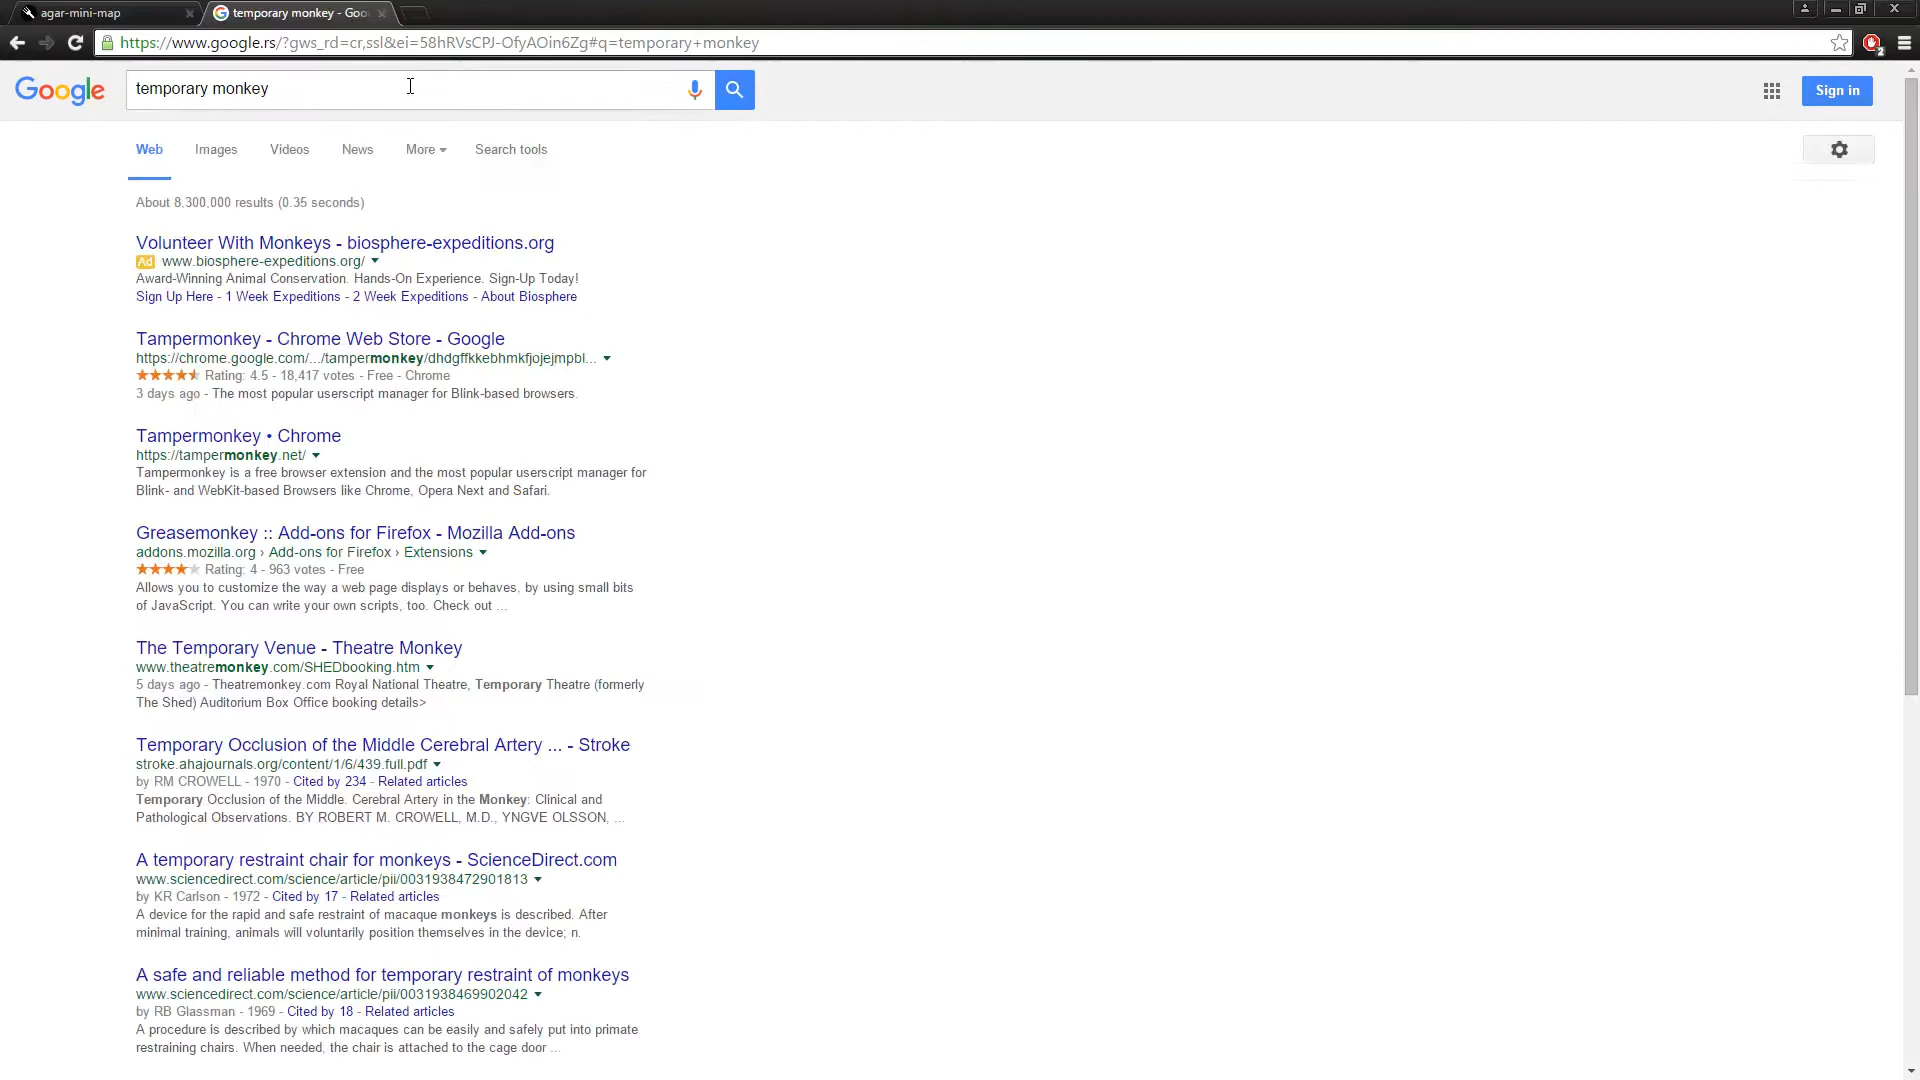 agar-mini-map
temporary monkey - Goo
https://www.google.rs/?gws_rd=cr,ssl&ei=58hRVsCPJ-OfyAOin6Zg#q=temporary+monkey
2
Google
temporary monkey
Sign in
Web
Images
Videos
News
More
Search tools
About 8,300,000 results (0.35 seconds)
Volunteer With Monkeys - biosphere-expeditions.org
Ad www.biosphere-expeditions.org/
Award-Winning Animal Conservation. Hands-On Experience. Sign-Up Today!
Sign Up Here - 1 Week Expeditions - 2 Week Expeditions - About Biosphere
Tampermonkey - Chrome Web Store - Google
https://chrome.google.com/.../tampermonkey/dhdgffkkebhmkfjojejmpbl...
Rating: 4.5 - 18,417 votes - Free - Chrome
3 days ago - The most popular userscript manager for Blink-based browsers.
Tampermonkey • Chrome
https://tampermonkey.net/
Tampermonkey is a free browser extension and the most popular userscript manager for
Blink- and WebKit-based Browsers like Chrome, Opera Next and Safari.
Greasemonkey :: Add-ons for Firefox - Mozilla Add-ons
addons.mozilla.org › Add-ons for Firefox › Extensions
Rating: 4 - 963 votes - Free
Allows you to customize the way a web page displays or behaves, by using small bits
of JavaScript. You can write your own scripts, too. Check out ...
The Temporary Venue - Theatre Monkey
www.theatremonkey.com/SHEDbooking.htm
5 days ago - Theatremonkey.com Royal National Theatre, Temporary Theatre (formerly
The Shed) Auditorium Box Office booking details>
Temporary Occlusion of the Middle Cerebral Artery ... - Stroke
stroke.ahajournals.org/content/1/6/439.full.pdf
by RM CROWELL - 1970 - Cited by 234 - Related articles
Temporary Occlusion of the Middle. Cerebral Artery in the Monkey: Clinical and
Pathological Observations. BY ROBERT M. CROWELL, M.D., YNGVE OLSSON, ...
A temporary restraint chair for monkeys - ScienceDirect.com
www.sciencedirect.com/science/article/pii/0031938472901813
by KR Carlson - 1972 - Cited by 17 - Related articles
A device for the rapid and safe restraint of macaque monkeys is described. After
minimal training, animals will voluntarily position themselves in the device; n.
A safe and reliable method for temporary restraint of monkeys
www.sciencedirect.com/science/article/pii/0031938469902042
by RB Glassman - 1969 - Cited by 18 - Related articles
A procedure is described by which macaques can be easily and safely put into primate
restraining chairs. When needed, the chair is attached to the cage door ...